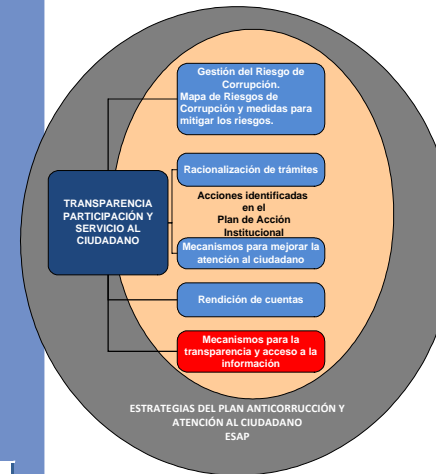 Gestión del Riesgo de
Corrupción.
Mapa de Riesgos de
Corrupción y medidas para
mitigar los riesgos.
Racionalización de trámites
TRANSPARENCIA
PARTICIPACIÓN Y
SERVICIO AL
CIUDADANO
Acciones identificadas
en el
Plan de Acción
Institucional
Mecanismos para mejorar la
atención al ciudadano
Rendición de cuentas
Mecanismos para la
transparencia y acceso a la
información
ESTRATEGIAS DEL PLAN ANTICORRUCCIÓN Y
ATENCIÓN AL CIUDADANO
ESAP